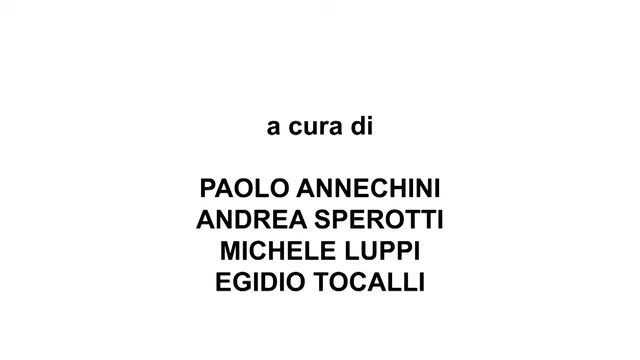 a cura di
PAOLO ANNECHINI
ANDREA SPEROTTI
MICHELE LUPPI
EGIDIO TOCALLI